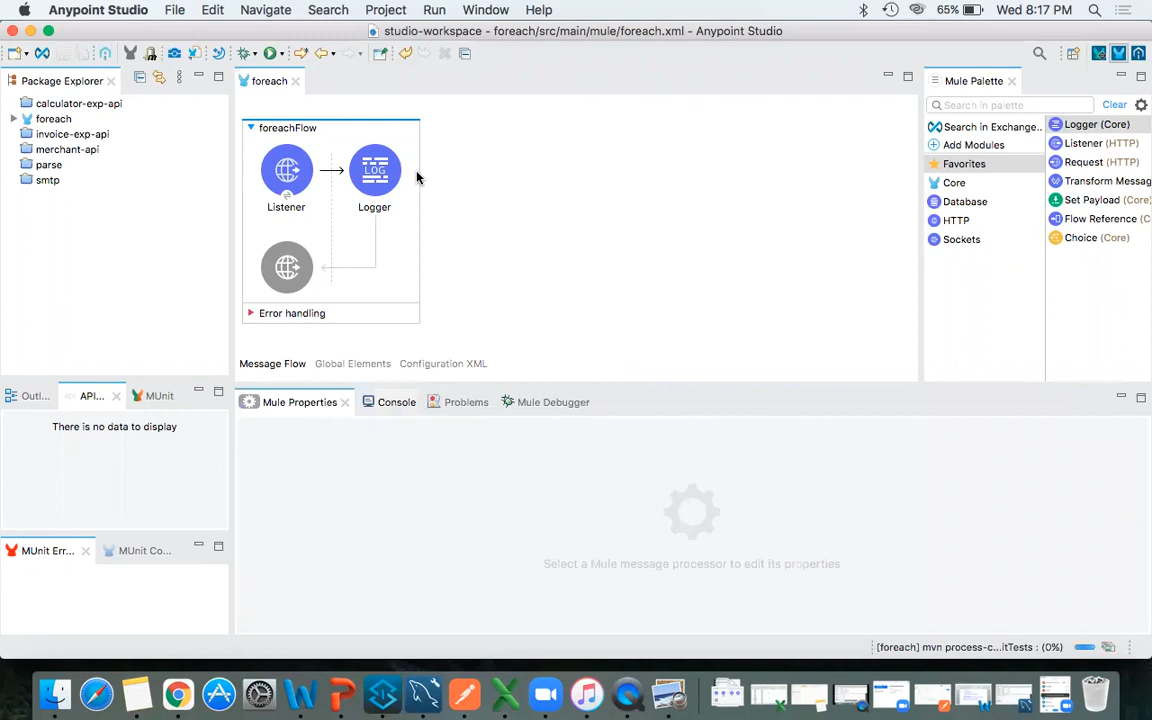 Anypoint Studio File Edit Navigate Search Project Run Window Help 65% Wed 8:17 PM
studio-workspace - foreach/src/main/mule/foreach.xml - Anypoint Studio
Package Explorer
calculator-exp-api
foreach
invoice-exp-api
merchant-api
parse
smtp
foreach
foreachFlow
LOG
Listener Logger
Error handling
Message Flow Global Elements Configuration XML
Mule Palette
Search in palette Clear
Search in Exchange..
Add Modules
Favorites
Core
Database
HTTP
Sockets
Logger (Core)
Listener (HTTP)
Request (HTTP)
Transform Messag
Set Payload (Core)
Flow Reference (C
Choice (Core)
Outl... API... MUnit
There is no data to display
MUnit Err... MUnit Co...
Mule Properties Console Problems Mule Debugger
Select a Mule message processor to edit its properties
[foreach] mvn process-c...itTests : (0%)